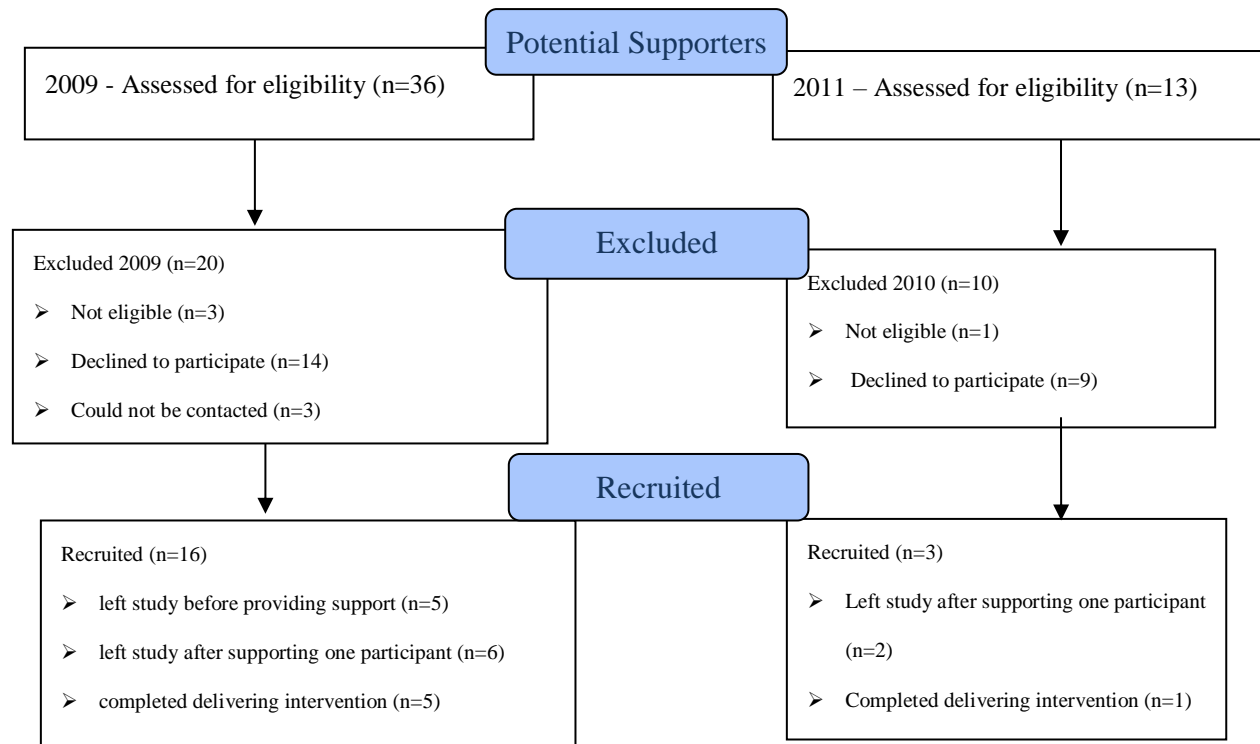 Potential Supporters
2009 - Assessed for eligibility (n=36)
2011 – Assessed for eligibility (n=13)
Excluded
Excluded 2009 (n=20)
➢ Not eligible (n=3)
➢ Declined to participate (n=14)
➢ Could not be contacted (n=3)
Excluded 2010 (n=10)
➢ Not eligible (n=1)
➢ Declined to participate (n=9)
Recruited
Recruited (n=16)
➢ left study before providing support (n=5)
➢ left study after supporting one participant (n=6)
➢ completed delivering intervention (n=5)
Recruited (n=3)
➢ Left study after supporting one participant
(n=2)
➢ Completed delivering intervention (n=1)